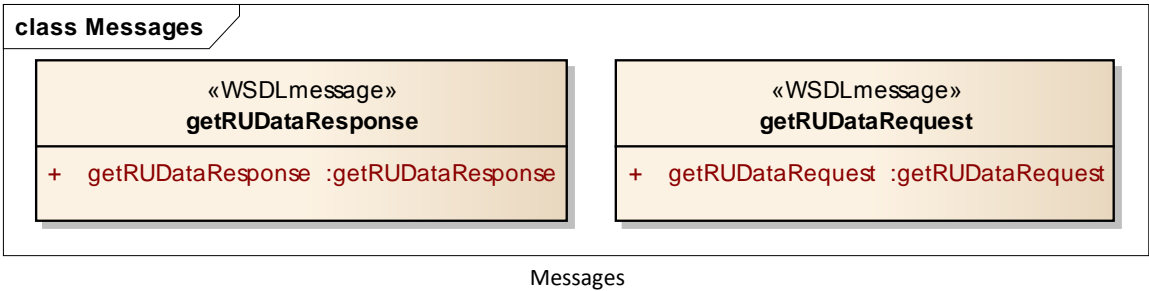 class Messages
«WSDLmessage»
getRUDataResponse
+ getRUDataResponse :getRUDataResponse
«WSDLmessage»
getRUDataRequest
+ getRUDataRequest :getRUDataRequest
Messages